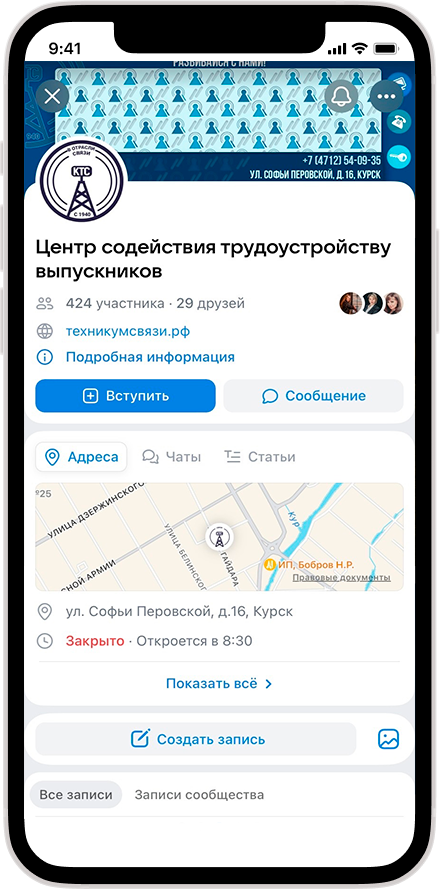 9:41
РАЗВИВАЙСЯ С НАМИ!
+7 (4712) 54-09-35
УЛ. СОФЬИ ПЕРОВСКОЙ, Д.16, КУРСК
В ОТРАСЛИ
СВЯЗИ
КТС
С 1940
Центр содействия трудоустройству
выпускников
424 участника · 29 друзей
техникумсвязи.рф
Подробная информация
Вступить
Сообщение
Адреса
Чаты
Статьи
№25
УЛИЦА ДЗЕРЖИНСКОГО
УЛИЦА БЕЛИНСКОГО
ГАЙДАРА
Кур
ОЙ АРМИИ
ИП, Бобров Н.Р.
Правовые документы
ул. Софьи Перовской, д.16, Курск
Закрыто · Откроется в 8:30
Показать всё
Создать запись
Все записи
Записи сообщества